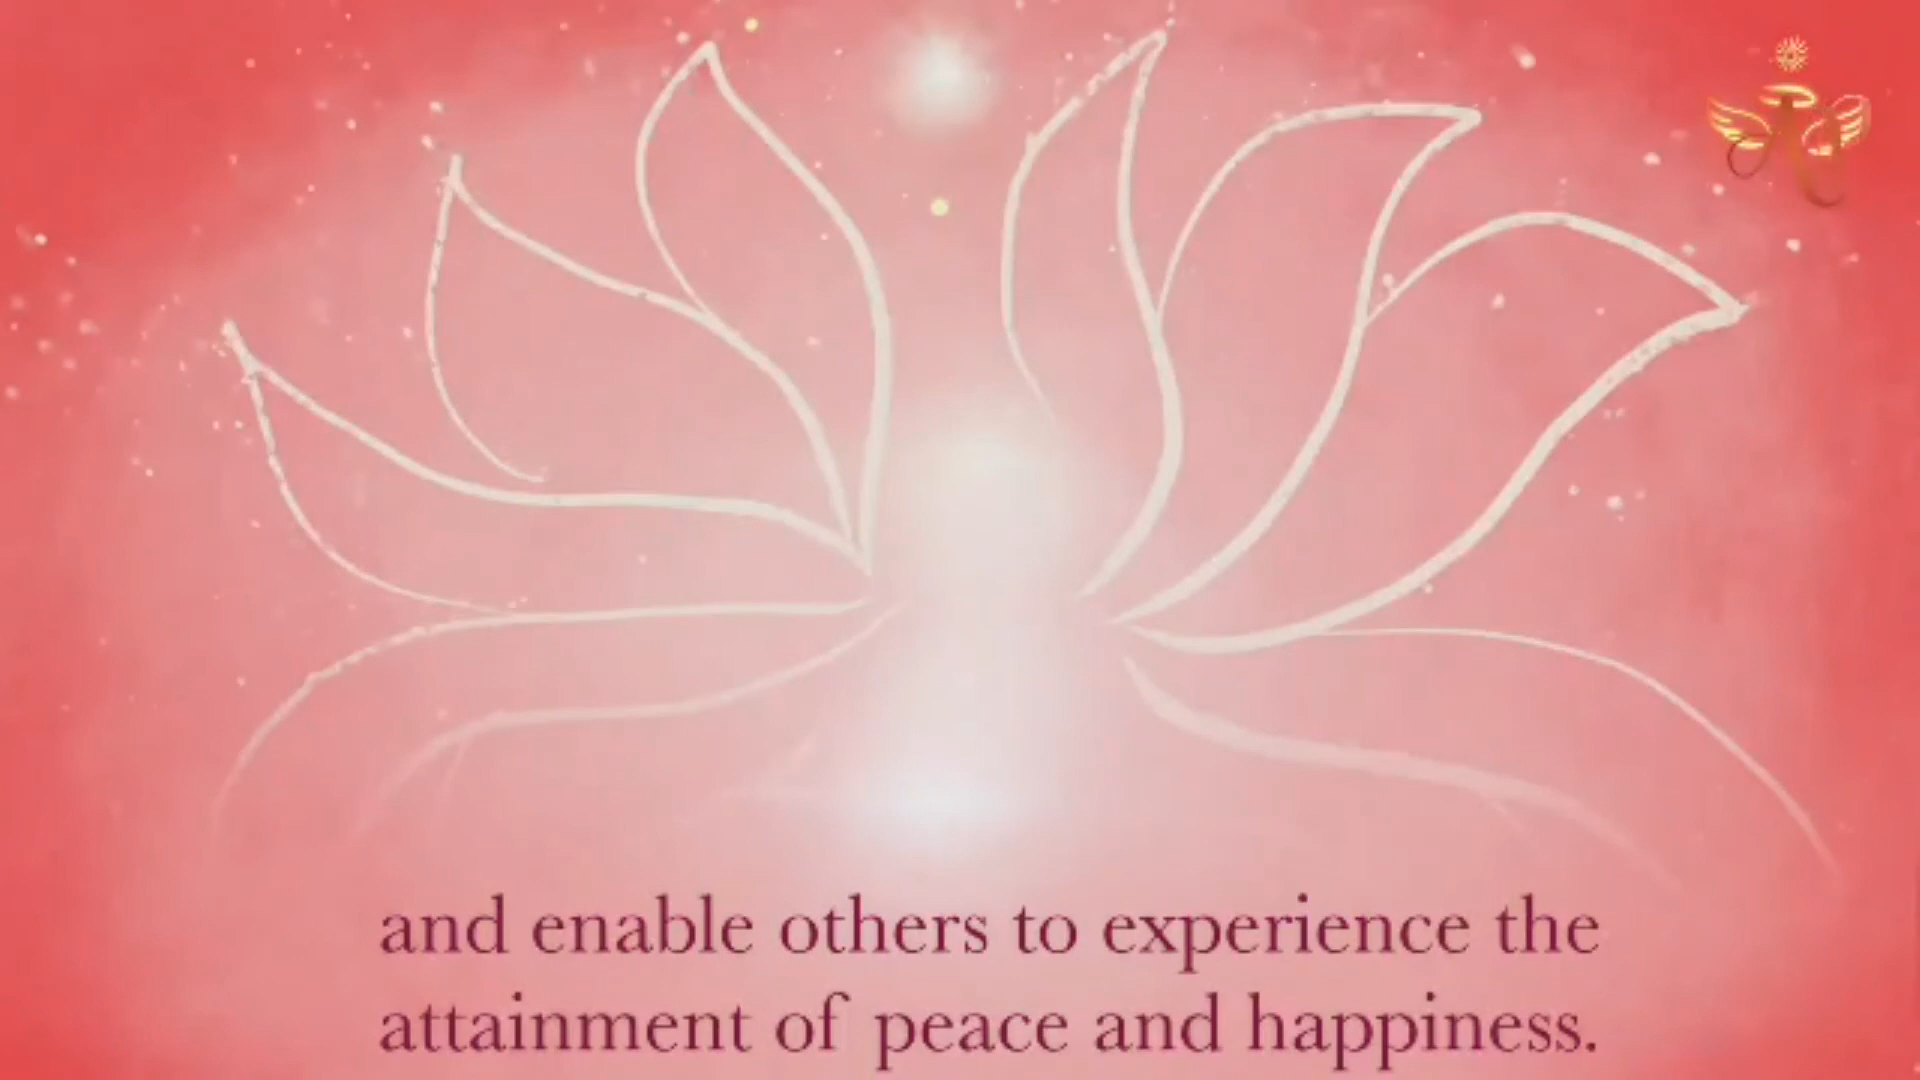 and enable others to experience the
attainment of peace and happiness.